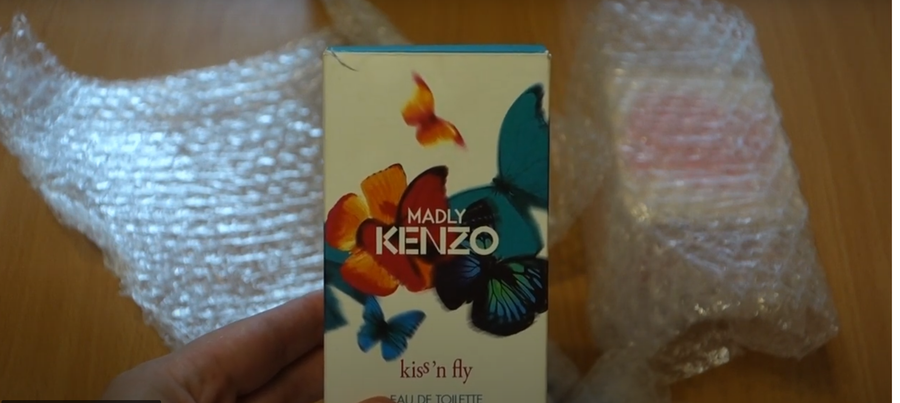 MADLY
KENZO
kiss'n fly
EAU DE TOILETTE